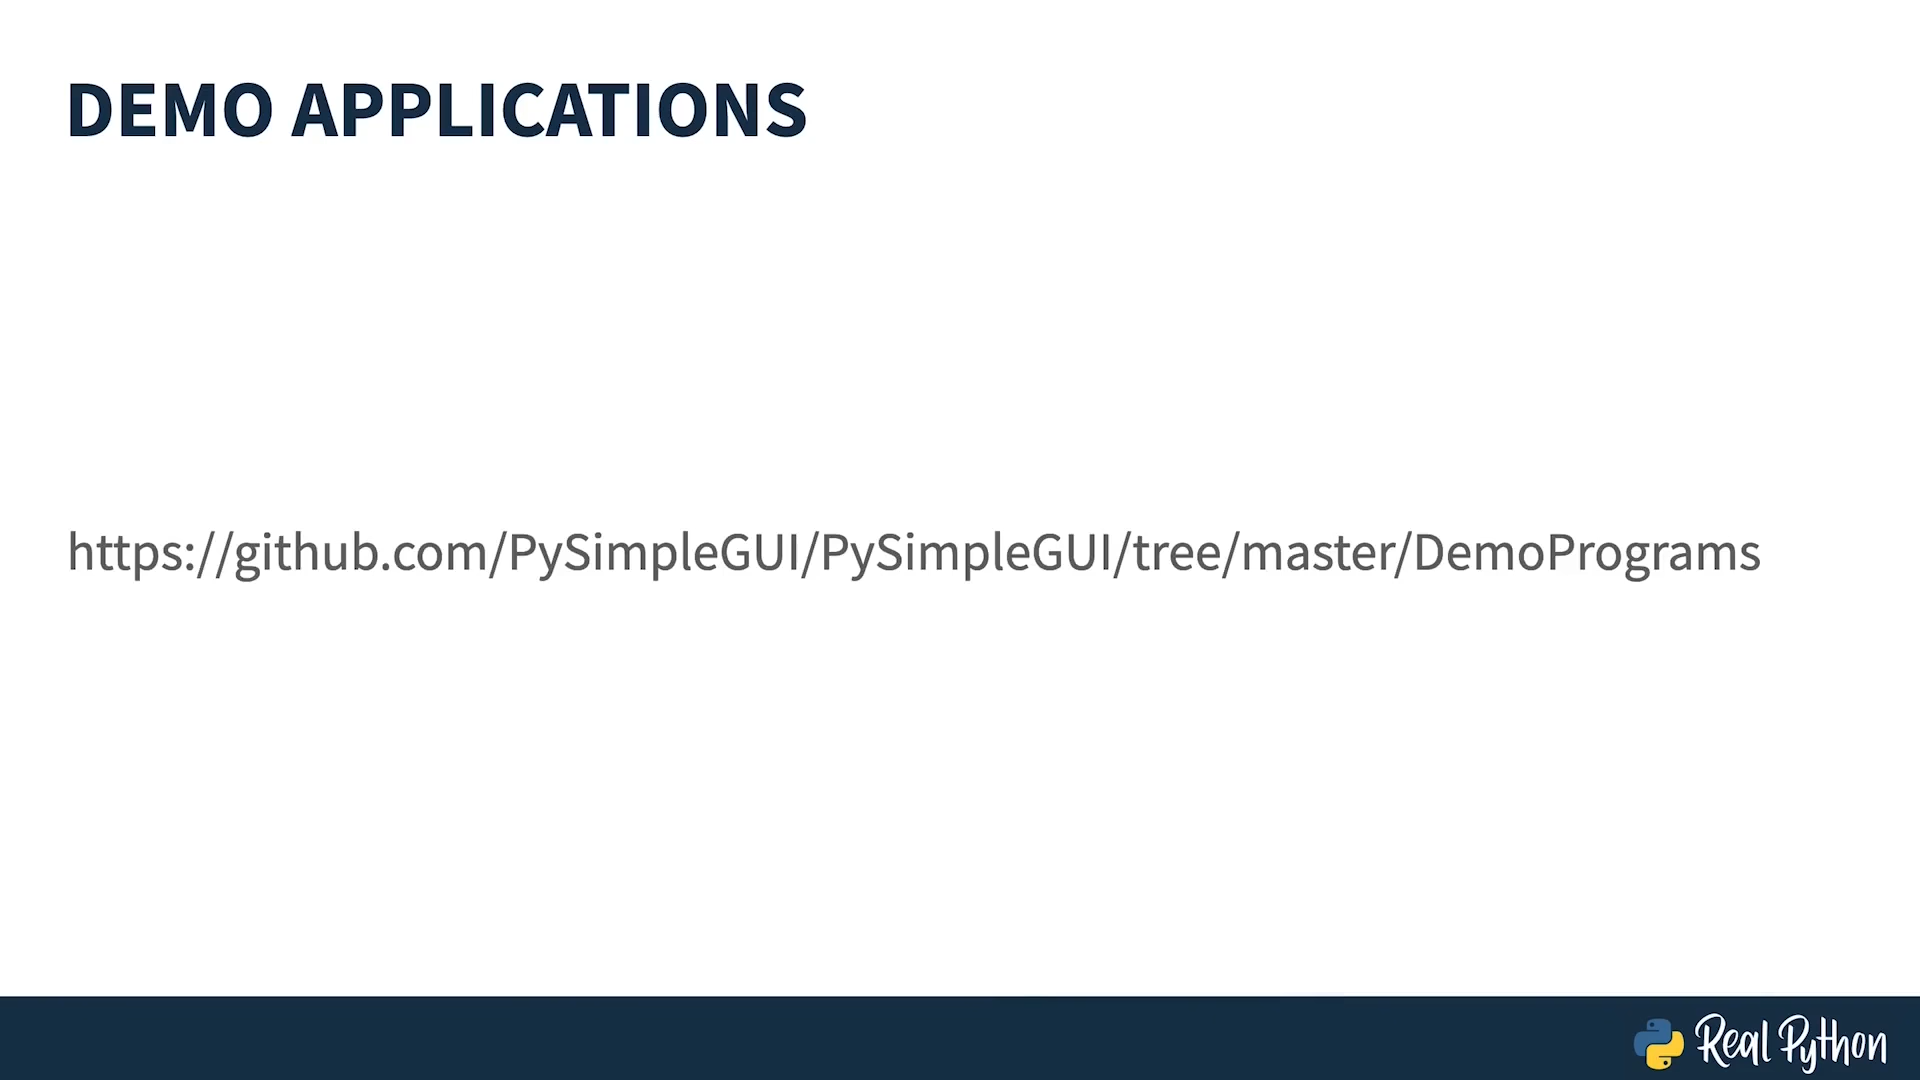 DEMO APPLICATIONS
https://github.com/PySimpleGUI/PySimpleGUI/tree/master/DemoPrograms
Real Python